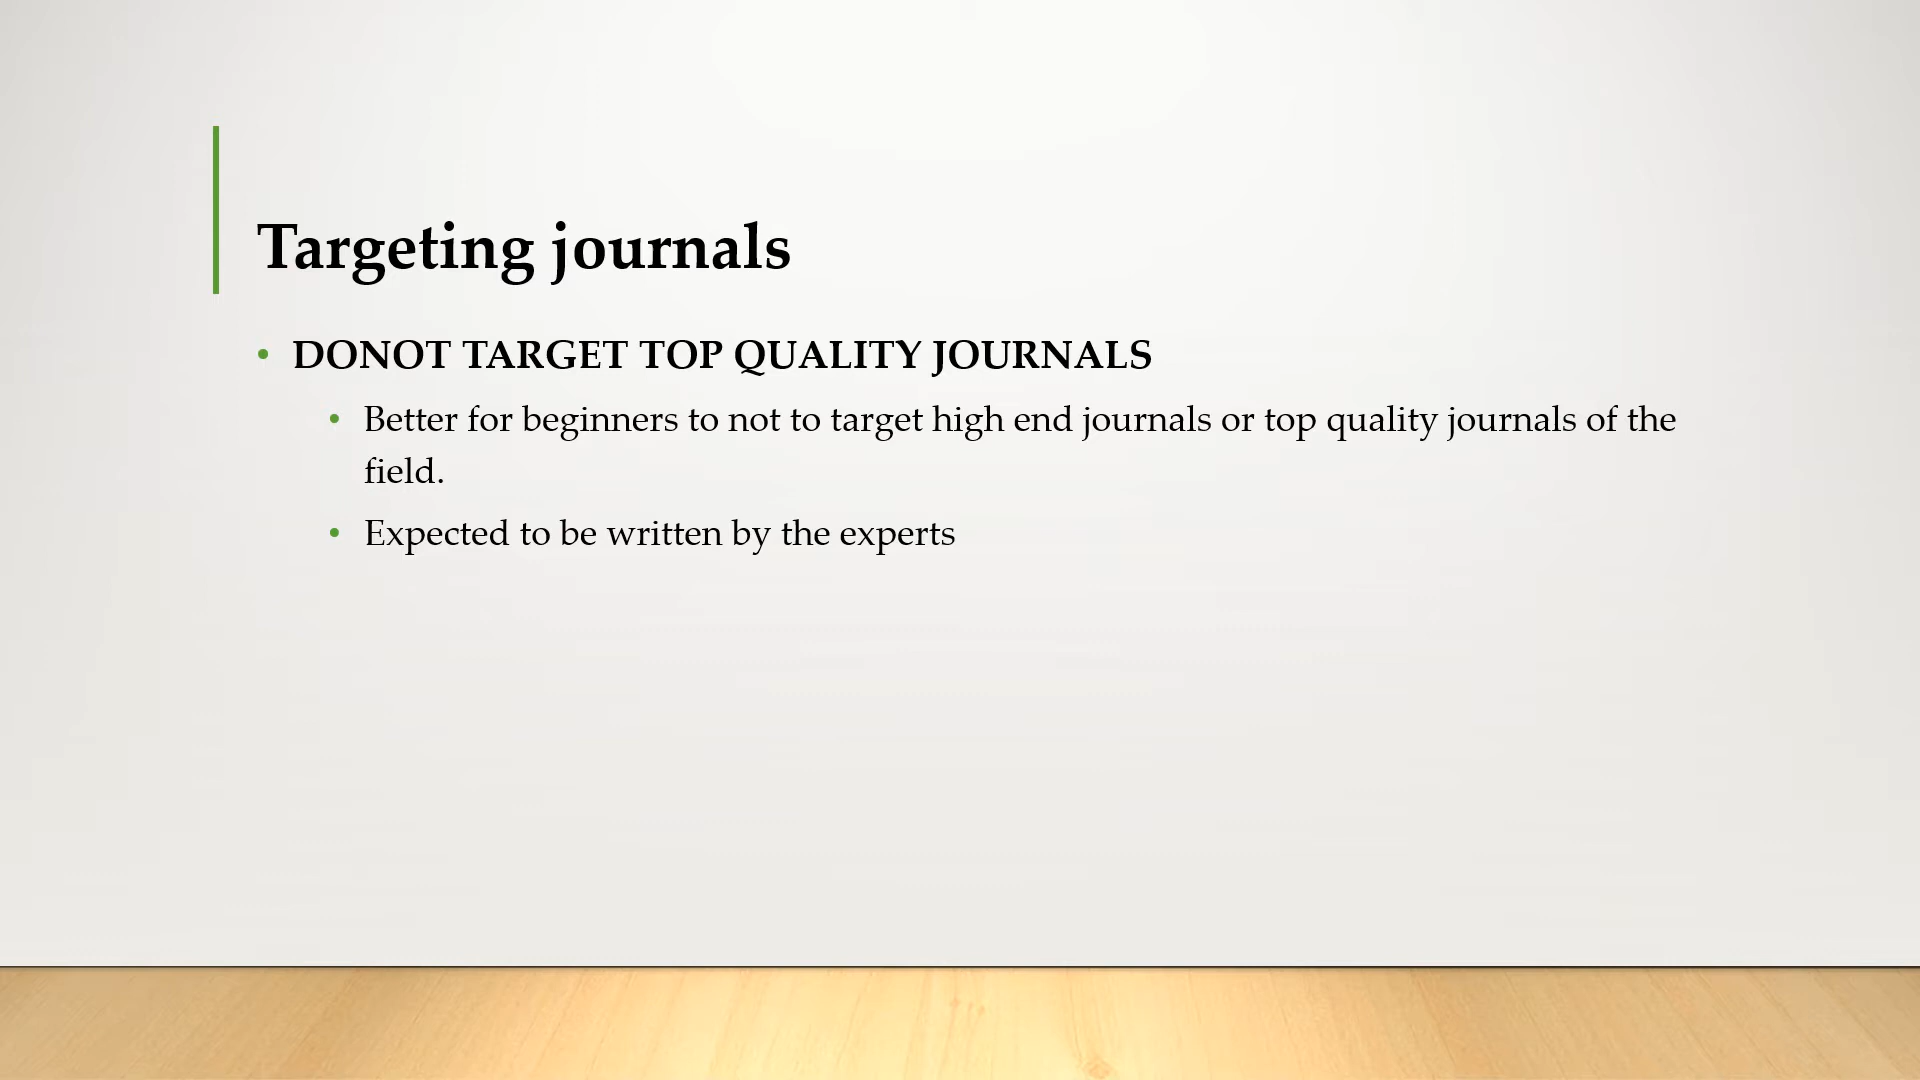 Targeting journals
DONOT TARGET TOP QUALITY JOURNALS
Better for beginners to not to target high end journals or top quality journals of the
field.
Expected to be written by the experts